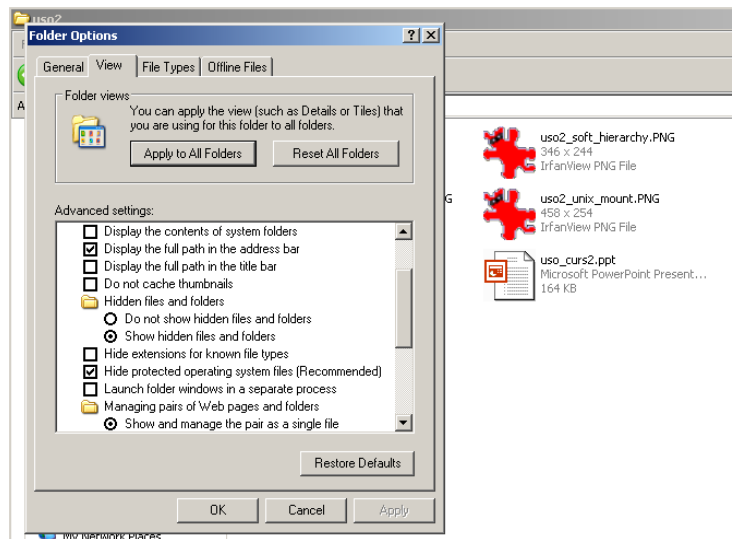 uso2
Folder Options
General
View
File Types
Offline Files
Folder views
You can apply the view (such as Details or Tiles) that
you are using for this folder to all folders.
Apply to All Folders
Reset All Folders
Advanced settings:
Display the contents of system folders
Display the full path in the address bar
Display the full path in the title bar
Do not cache thumbnails
Hidden files and folders
Do not show hidden files and folders
Show hidden files and folders
Hide extensions for known file types
Hide protected operating system files (Recommended)
Launch folder windows in a separate process
Managing pairs of Web pages and folders
Show and manage the pair as a single file
Restore Defaults
OK
Cancel
Apply
My Network Places
A
G
uso2_soft_hierarchy.PNG
346 x 244
IrfanView PNG File
uso2_unix_mount.PNG
458 x 254
IrfanView PNG File
uso_curs2.ppt
Microsoft PowerPoint Present...
164 KB